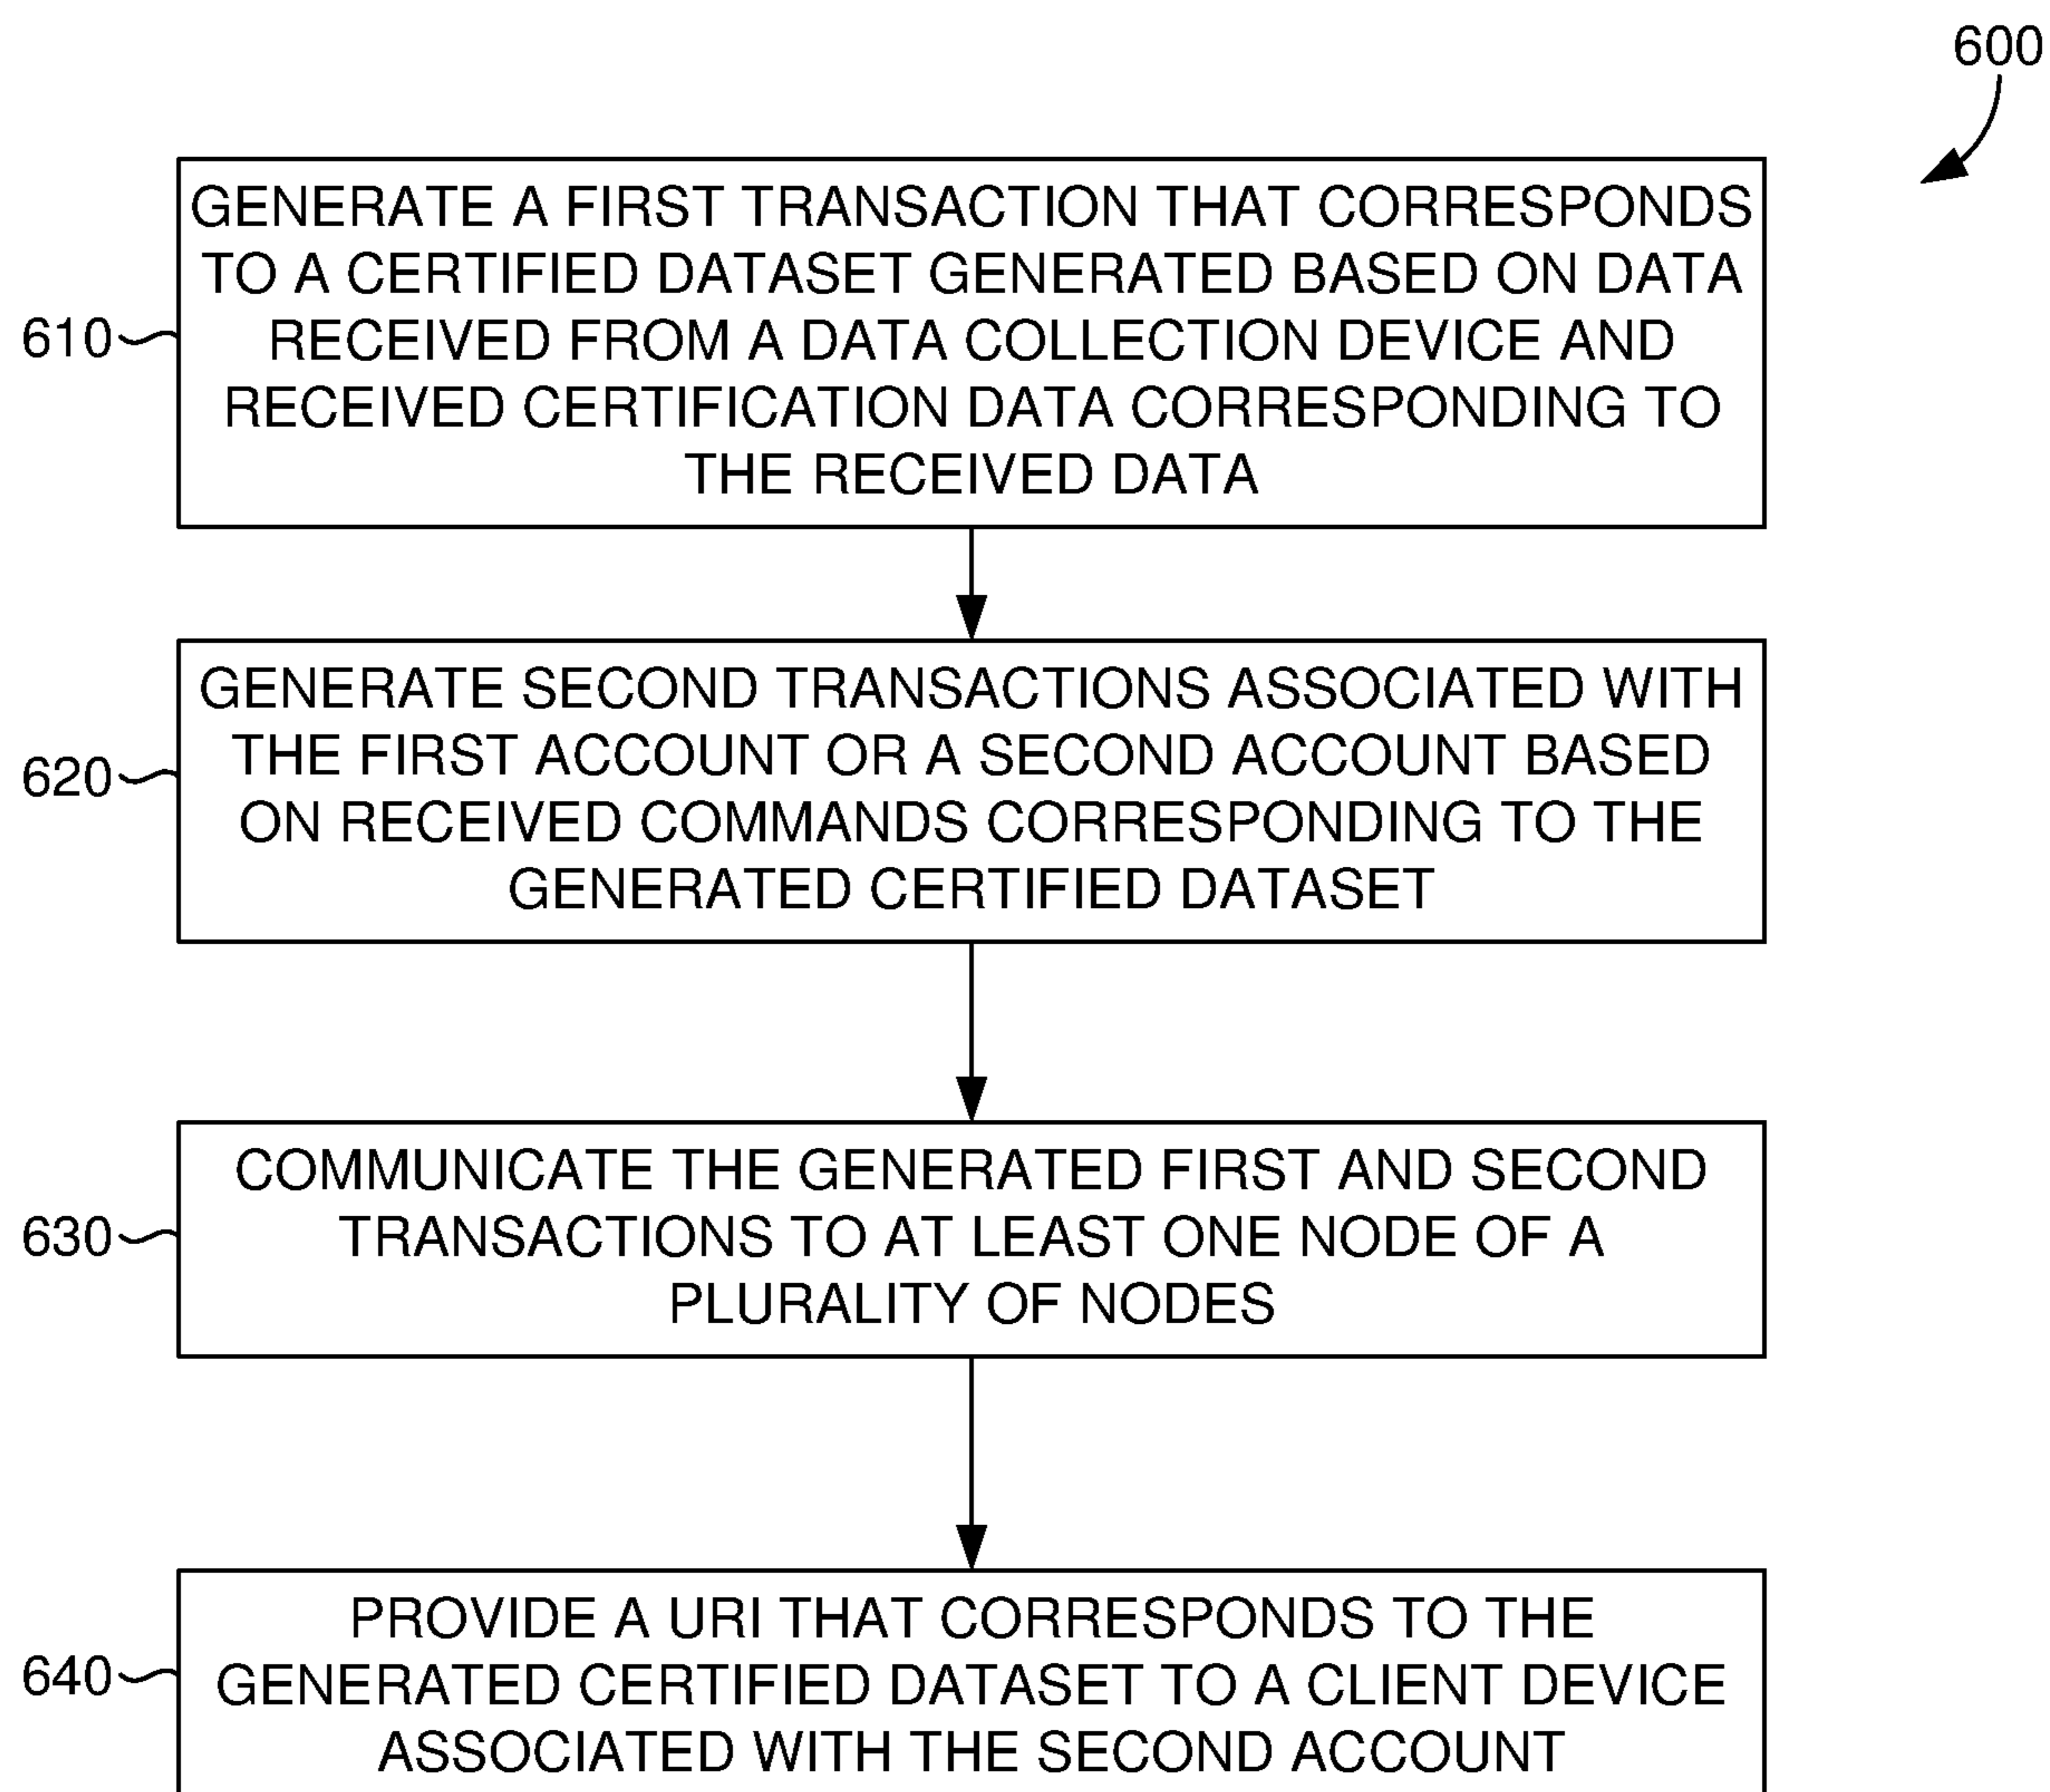 600
GENERATE A FIRST TRANSACTION THAT CORRESPONDS
TO A CERTIFIED DATASET GENERATED BASED ON DATA
RECEIVED FROM A DATA COLLECTION DEVICE AND
RECEIVED CERTIFICATION DATA CORRESPONDING TO
THE RECEIVED DATA
610
GENERATE SECOND TRANSACTIONS ASSOCIATED WITH
THE FIRST ACCOUNT OR A SECOND ACCOUNT BASED
ON RECEIVED COMMANDS CORRESPONDING TO THE
GENERATED CERTIFIED DATASET
620
COMMUNICATE THE GENERATED FIRST AND SECOND
TRANSACTIONS TO AT LEAST ONE NODE OF A
PLURALITY OF NODES
630
PROVIDE A URI THAT CORRESPONDS TO THE
GENERATED CERTIFIED DATASET TO A CLIENT DEVICE
ASSOCIATED WITH THE SECOND ACCOUNT
640